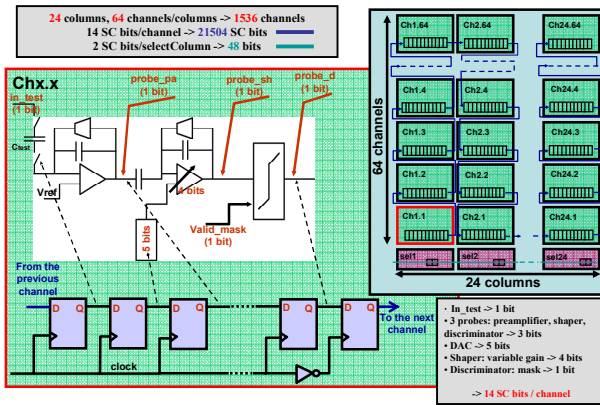 24 columns, 64 channels/columns -> 1536 channels
14 SC bits/channel -> 21504 SC bits
2 SC bits/selectColumn -> 48 bits
Chx.x
in_test
(1 bit)
Ctest
Vref
probe_pa
(1 bit)
probe_sh
(1 bit)
probe_d
(1 bit)
4 bits
5 bits
Valid_mask
(1 bit)
From the
previous
channel
D Q
D Q
D Q
D Q
D Q
To the next
channel
clock
64 channels
Ch1.64 Ch2.64 Ch24.64
Ch1.4 Ch2.4 Ch24.4
Ch1.3 Ch2.3 Ch24.3
Ch1.2 Ch2.2 Ch24.2
Ch1.1 Ch2.1 Ch24.1
sel1 sel2 sel24
24 columns
· In_test -> 1 bit
• 3 probes: preamplifier, shaper,
discriminator -> 3 bits
• DAC -> 5 bits
• Shaper: variable gain -> 4 bits
• Discriminator: mask -> 1 bit
-> 14 SC bits / channel